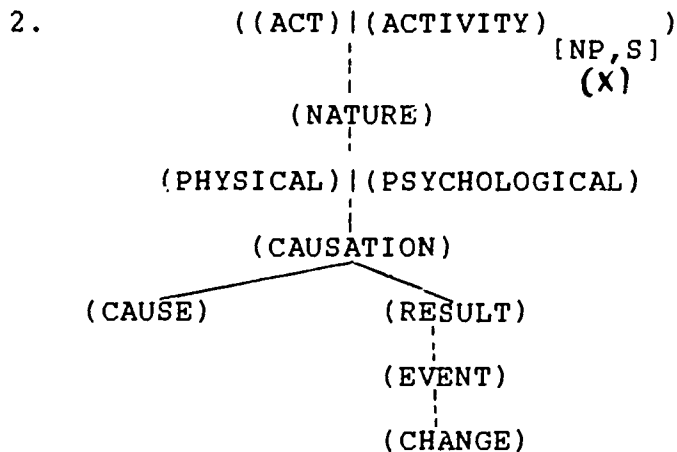 2. ((ACT)|(ACTIVITY) )
[NP,S]
(X)
(NATURE)
(PHYSICAL)|(PSYCHOLOGICAL)
(CAUSATION)
(CAUSE) (RESULT)
(EVENT)
(CHANGE)